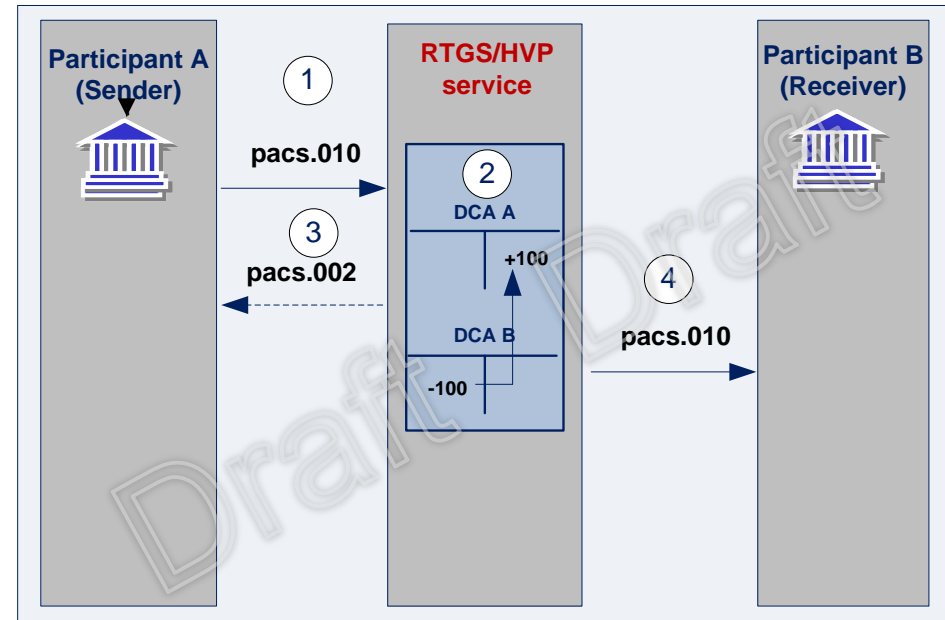 Participant A
(Sender)
1
pacs.010
3
pacs.002
RTGS/HVP
service
2
DCA A
+100
DCA B
-100
4
pacs.010
Participant B
(Receiver)
Draft
Draft